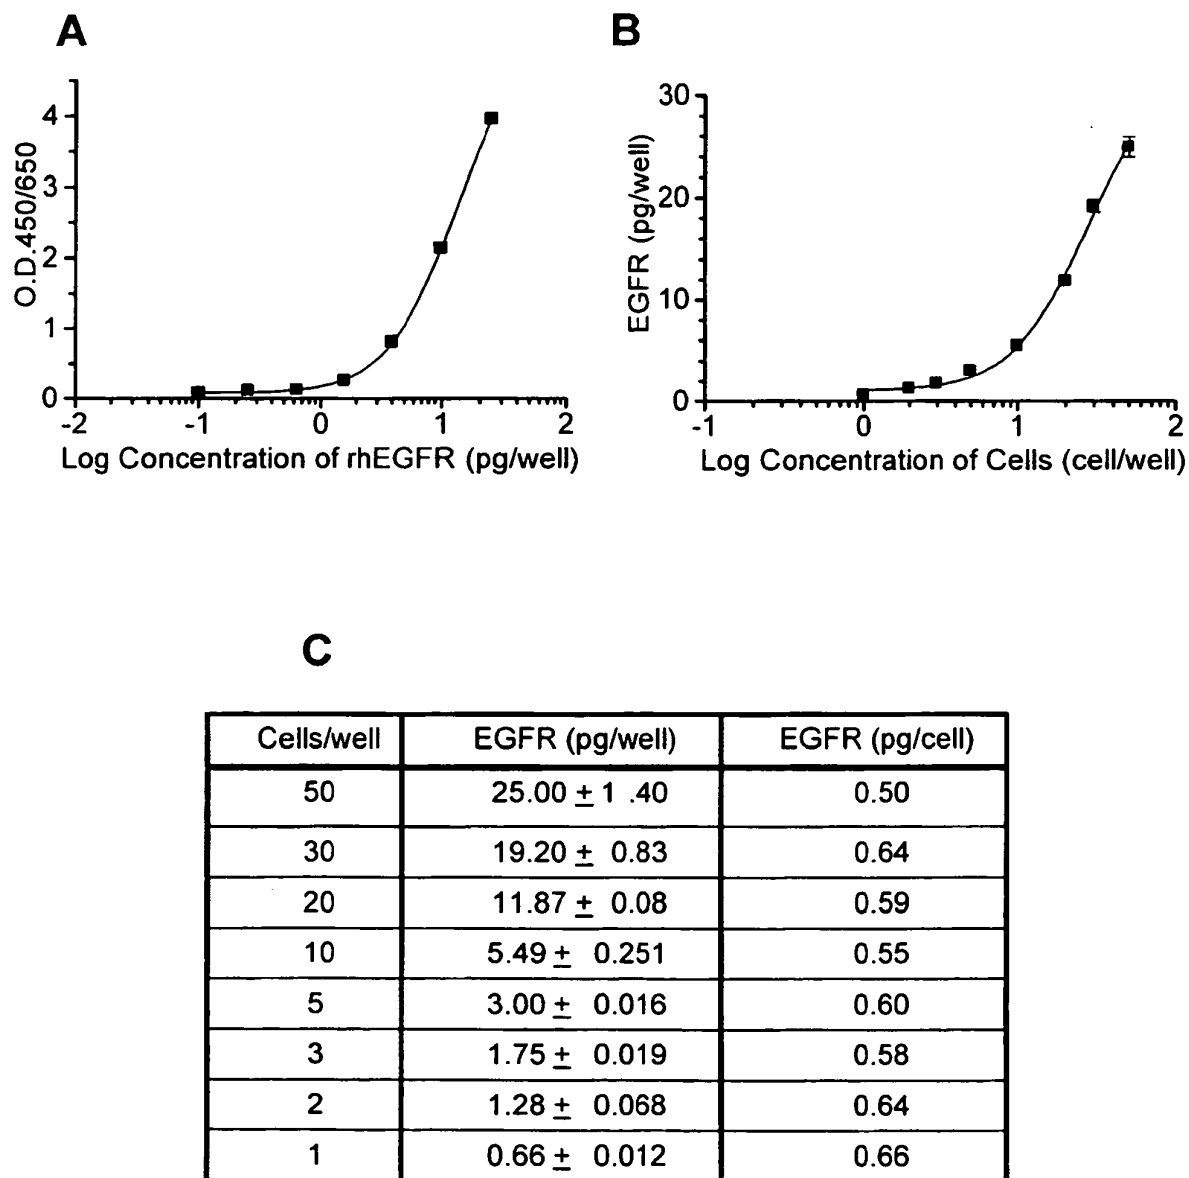 A
B
4
3
2
1
0
O.D.450/650
-2 -1 0 1 2
Log Concentration of rhEGFR (pg/well)
30
20
10
0
EGFR (pg/well)
-1 0 1 2
Log Concentration of Cells (cell/well)
C
Cells/well EGFR (pg/well) EGFR (pg/cell)
50 25.00 ± 1 .40 0.50
30 19.20 ± 0.83 0.64
20 11.87 ± 0.08 0.59
10 5.49 ± 0.251 0.55
5 3.00 ± 0.016 0.60
3 1.75 ± 0.019 0.58
2 1.28 ± 0.068 0.64
1 0.66 ± 0.012 0.66